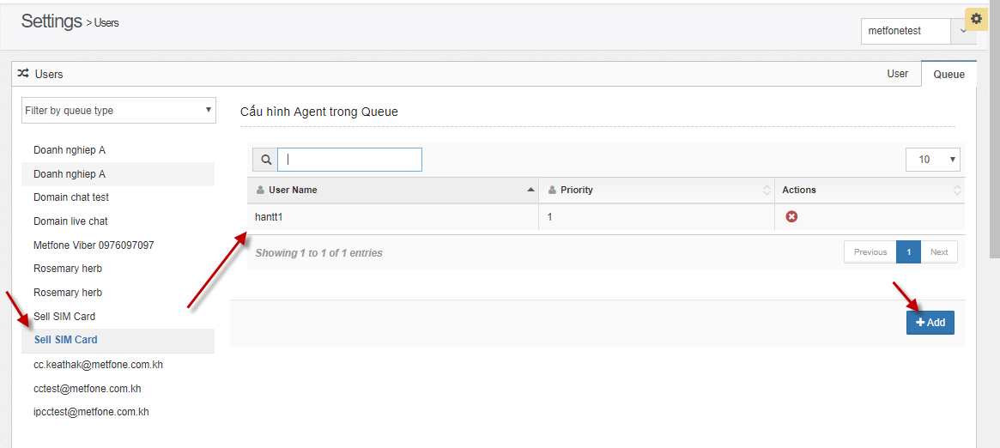 Settings > Users
metfonetest
Users
User
Queue
Filter by queue type
Doanh nghiep A
Doanh nghiep A
Domain chat test
Domain live chat
Metfone Viber 0976097097
Rosemary herb
Rosemary herb
Sell SIM Card
Sell SIM Card
cc.keathak@metfone.com.kh
cctest@metfone.com.kh
ipcctest@metfone.com.kh
Cấu hình Agent trong Queue
10
User Name Priority Actions
hantt1 1
Showing 1 to 1 of 1 entries
Previous 1 Next
Add